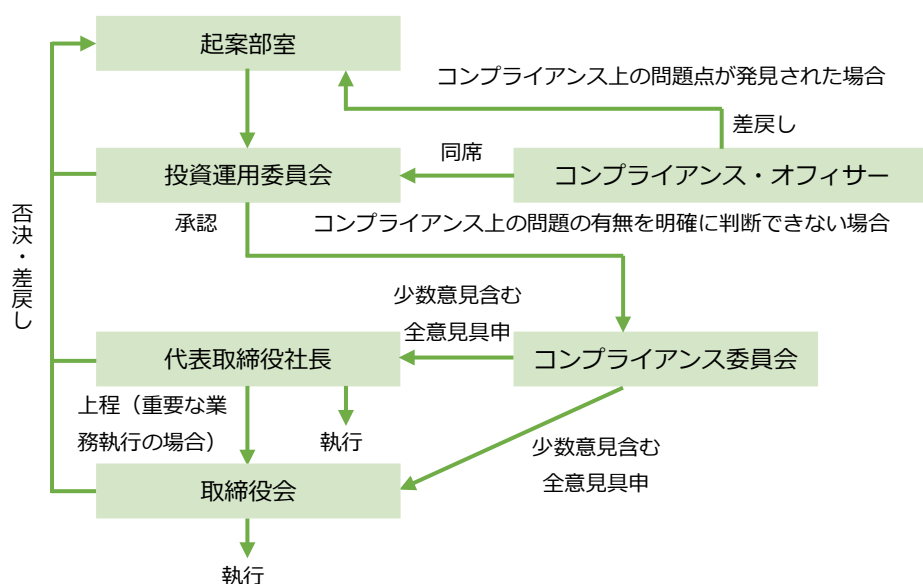 起案部室
コンプライアンス上の問題点が発見された場合
差戻し
同席
投資運用委員会
コンプライアンス・オフィサー
承認
コンプライアンス上の問題の有無を明確に判断できない場合
否決・差戻し
少数意見含む
全意見具申
代表取締役社長
コンプライアンス委員会
上程（重要な業
務執行の場合）
執行
少数意見含む
全意見具申
取締役会
執行